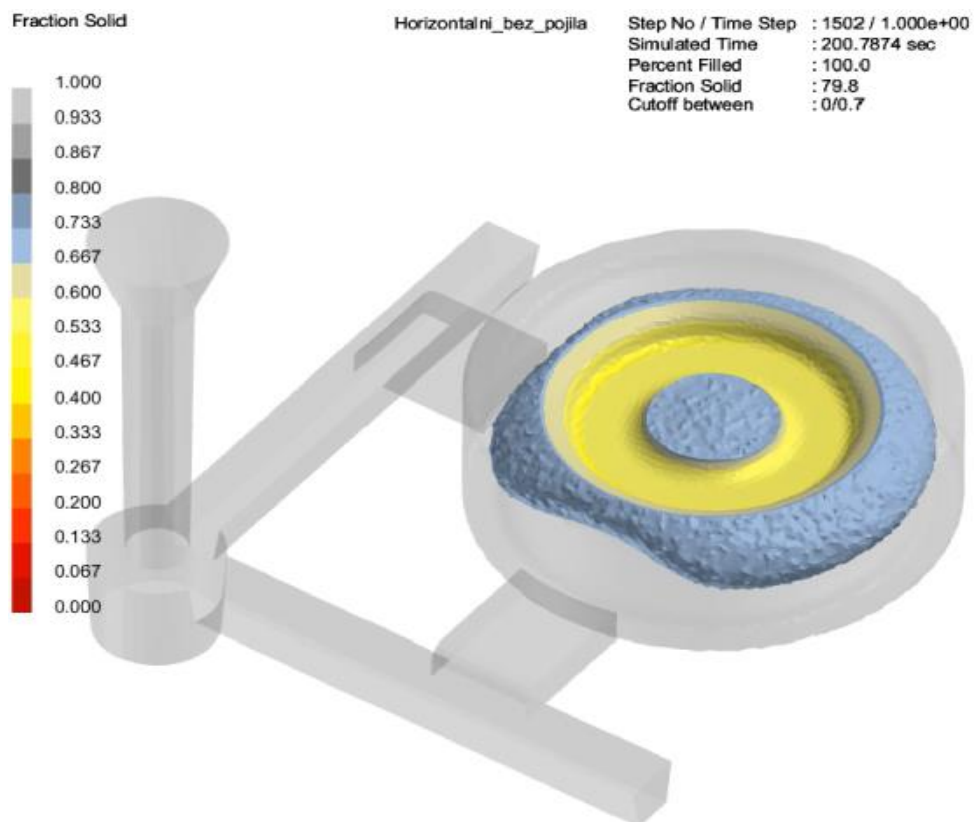 Fraction Solid
Horizontalni_bez_pojila
Step No / Time Step : 1502 / 1.000e+00
Simulated Time : 200.7874 sec
Percent Filled : 100.0
Fraction Solid : 79.8
Cutoff between : 0/0.7
1.000
0.933
0.867
0.800
0.733
0.667
0.600
0.533
0.467
0.400
0.333
0.267
0.200
0.133
0.067
0.000